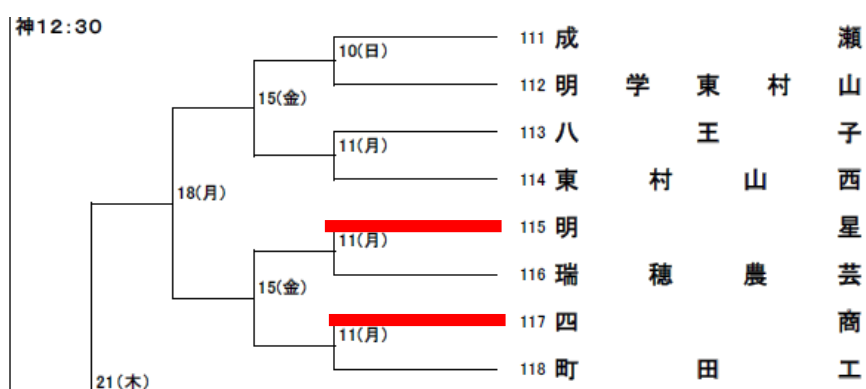 神12:30
111 成瀬
10(日)
112 明学東村山
15(金)
113 八王子
11(月)
114 東村山西
18(月)
115 明星
11(月)
116 瑞穂農芸
15(金)
117 四商
11(月)
118 町田工
21(木)